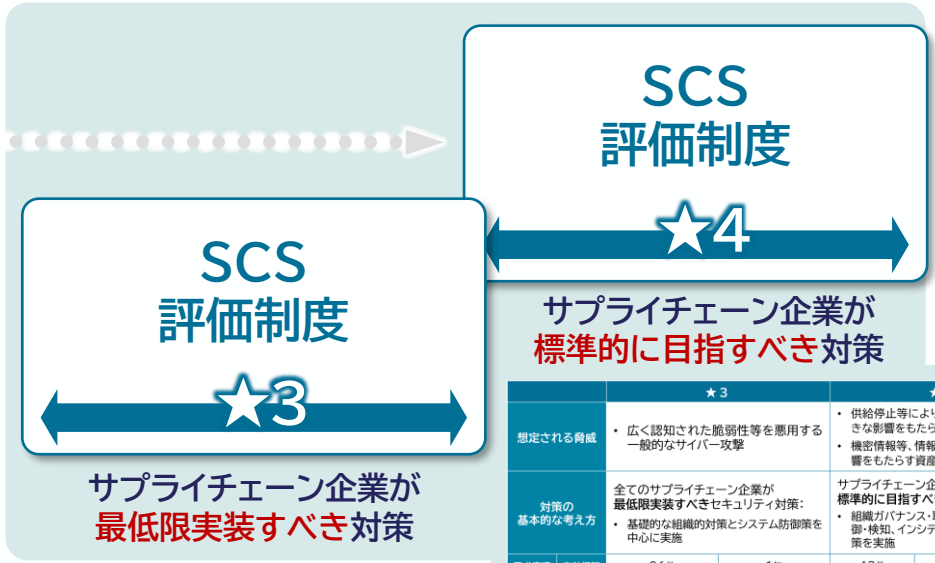 SCS
評価制度
★4
サプライチェーン企業が
標準的に目指すべき対策
SCS
評価制度
★3
サプライチェーン企業が
最低限実装すべき対策
★3
想定される脅威
• 広く認知された脆弱性等を悪用する
一般的なサイバー攻撃
• 供給停止等により
きな影響をもたら
• 機密情報等、情報
響をもたらす資産
対策の
基本的な考え方
全てのサプライチェーン企業が
最低限実装すべきセキュリティ対策:
• 基礎的な組織的対策とシステム防御策を
中心に実施
サプライチェーン企
標準的に目指すべ
• 組織ガバナンス・
御・検知、インシデ
策を実施